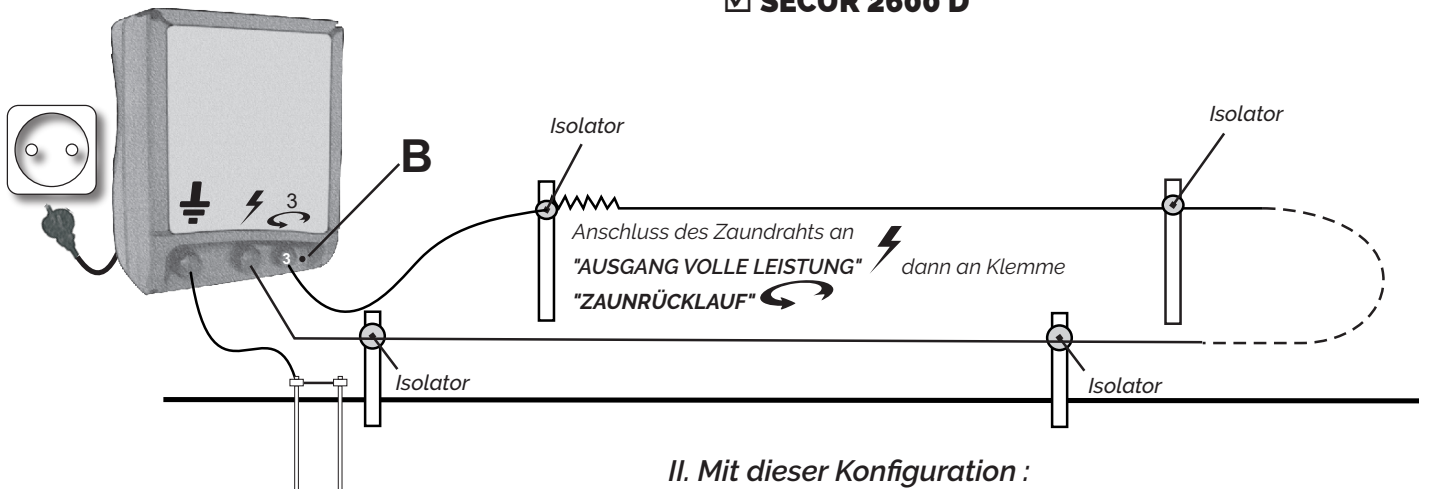 ☑ SECUR 2600 D
Isolator
Isolator
B
3
3
Anschluss des Zaundrahts an
"AUSGANG VOLLE LEISTUNG" dann an Klemme
"ZAUNRÜCKLAUF"
Isolator
Isolator
II. Mit dieser Konfiguration :